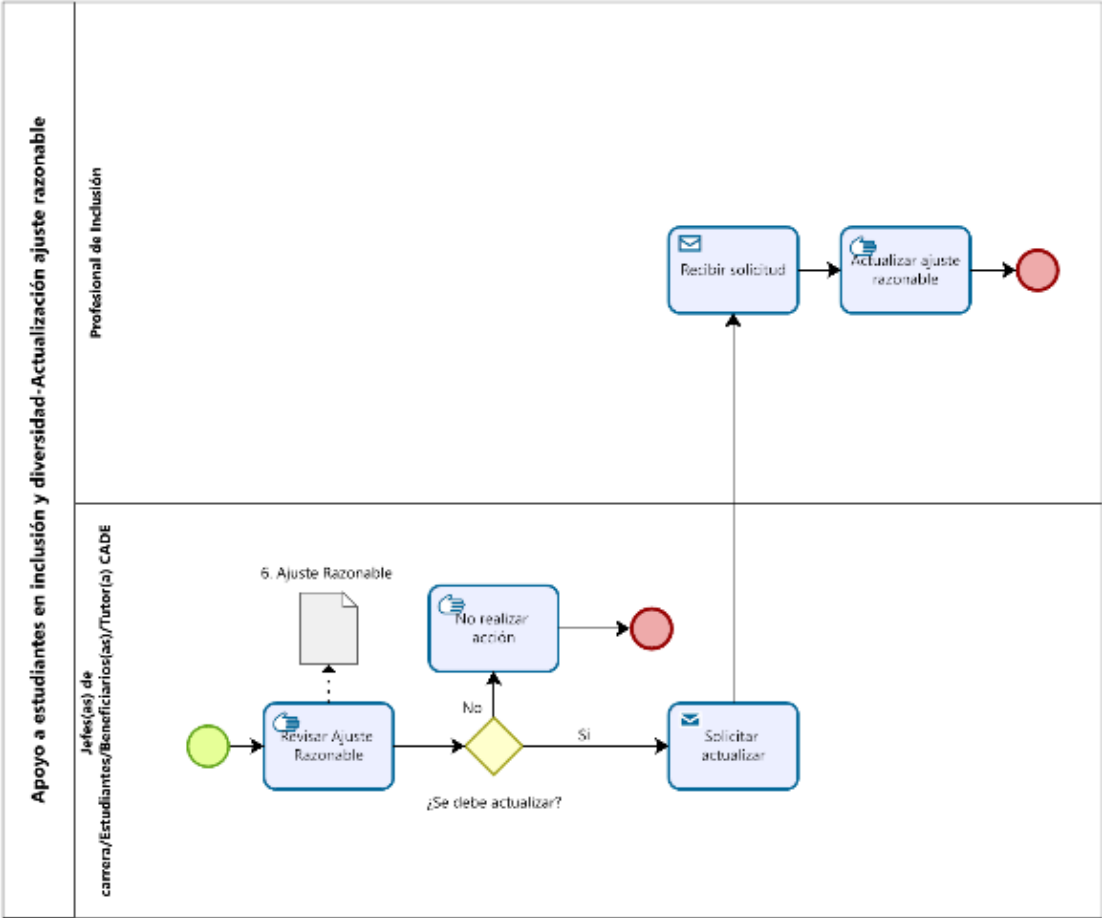 Apoyo a estudiantes en inclusión y diversidad-Actualización ajuste razonable
Profesional de Inclusión
Recibir solicitud
Actualizar ajuste
razonable
Jefes(as) de
carrera/Estudiantes/Beneficiarios(as)/Tutor(a) CADE
6. Ajuste Razonable
No realizar
acción
No
Revisar Ajuste
Razonable
Si
Solicitar
actualizar
¿Se debe actualizar?